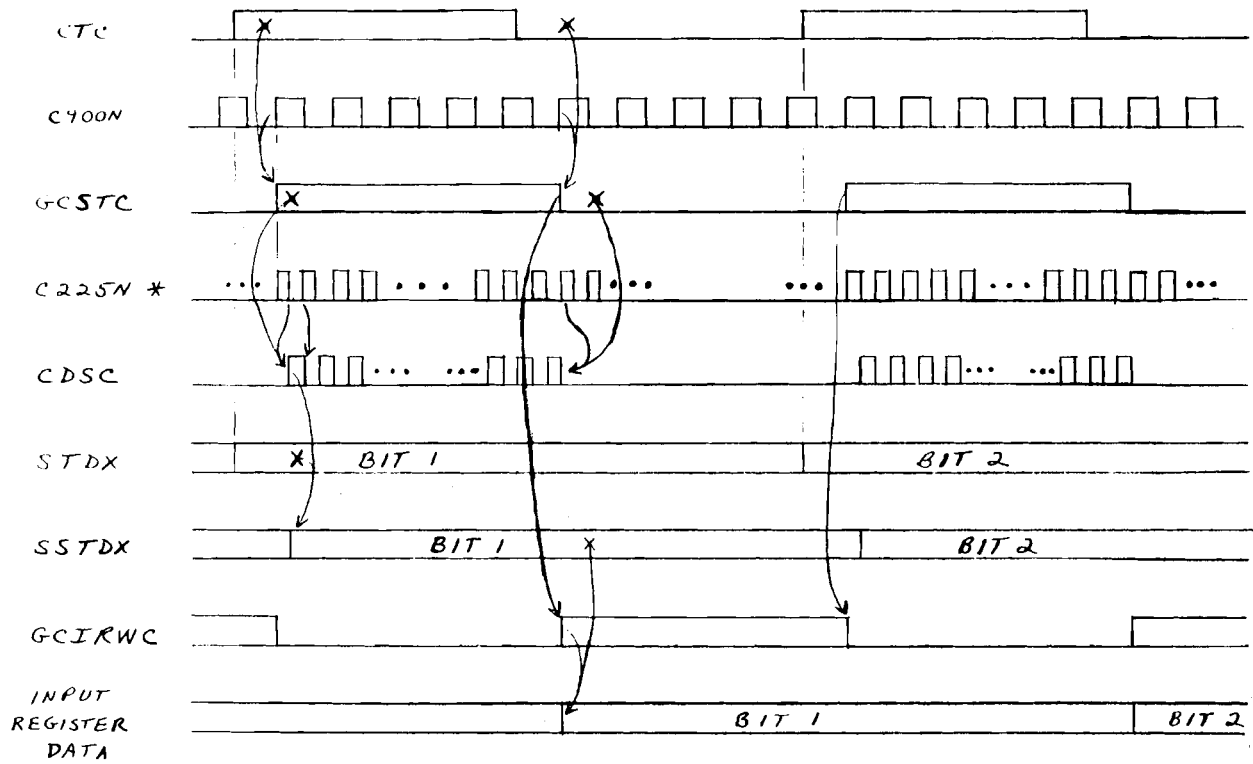 CTC
C400N
GCSTC
C225N *
CDSC
STDX
BIT 1
BIT 2
SSTDX
BIT 1
BIT 2
GCIRWC
INPUT
REGISTER
DATA
BIT 1
BIT 2